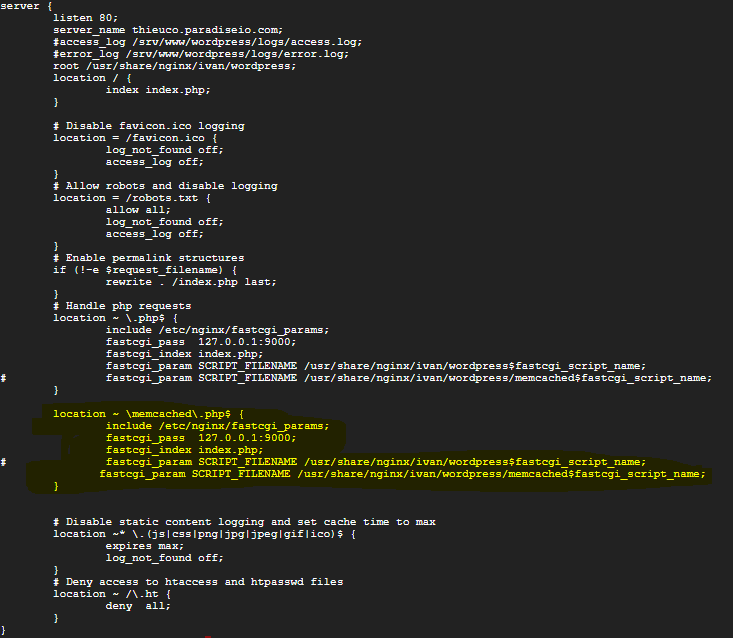 server {
        listen 80;
        server_name thieuco.paradiseio.com;
        #access_log /srv/www/wordpress/logs/access.log;
        #error_log /srv/www/wordpress/logs/error.log;
        root /usr/share/nginx/ivan/wordpress;
        location / {
                index index.php;
        }

        # Disable favicon.ico logging
        location = /favicon.ico {
                log_not_found off;
                access_log off;
        }
        # Allow robots and disable logging
        location = /robots.txt {
                allow all;
                log_not_found off;
                access_log off;
        }
        # Enable permalink structures
        if (!-e $request_filename) {
                rewrite . /index.php last;
        }
        # Handle php requests
        location ~ \.php$ {
                include /etc/nginx/fastcgi_params;
                fastcgi_pass  127.0.0.1:9000;
                fastcgi_index index.php;
                fastcgi_param SCRIPT_FILENAME /usr/share/nginx/ivan/wordpress$fastcgi_script_name;
#               fastcgi_param SCRIPT_FILENAME /usr/share/nginx/ivan/wordpress/memcached$fastcgi_script_name;
        }

        location ~ \memcached\.php$ {
                include /etc/nginx/fastcgi_params;
                fastcgi_pass  127.0.0.1:9000;
                fastcgi_index index.php;
#               fastcgi_param SCRIPT_FILENAME /usr/share/nginx/ivan/wordpress$fastcgi_script_name;
               fastcgi_param SCRIPT_FILENAME /usr/share/nginx/ivan/wordpress/memcached$fastcgi_script_name;
        }


        # Disable static content logging and set cache time to max
        location ~* \.(js|css|png|jpg|jpeg|gif|ico)$ {
                expires max;
                log_not_found off;
        }
        # Deny access to htaccess and htpasswd files
        location ~ /\.ht {
                deny  all;
        }
}